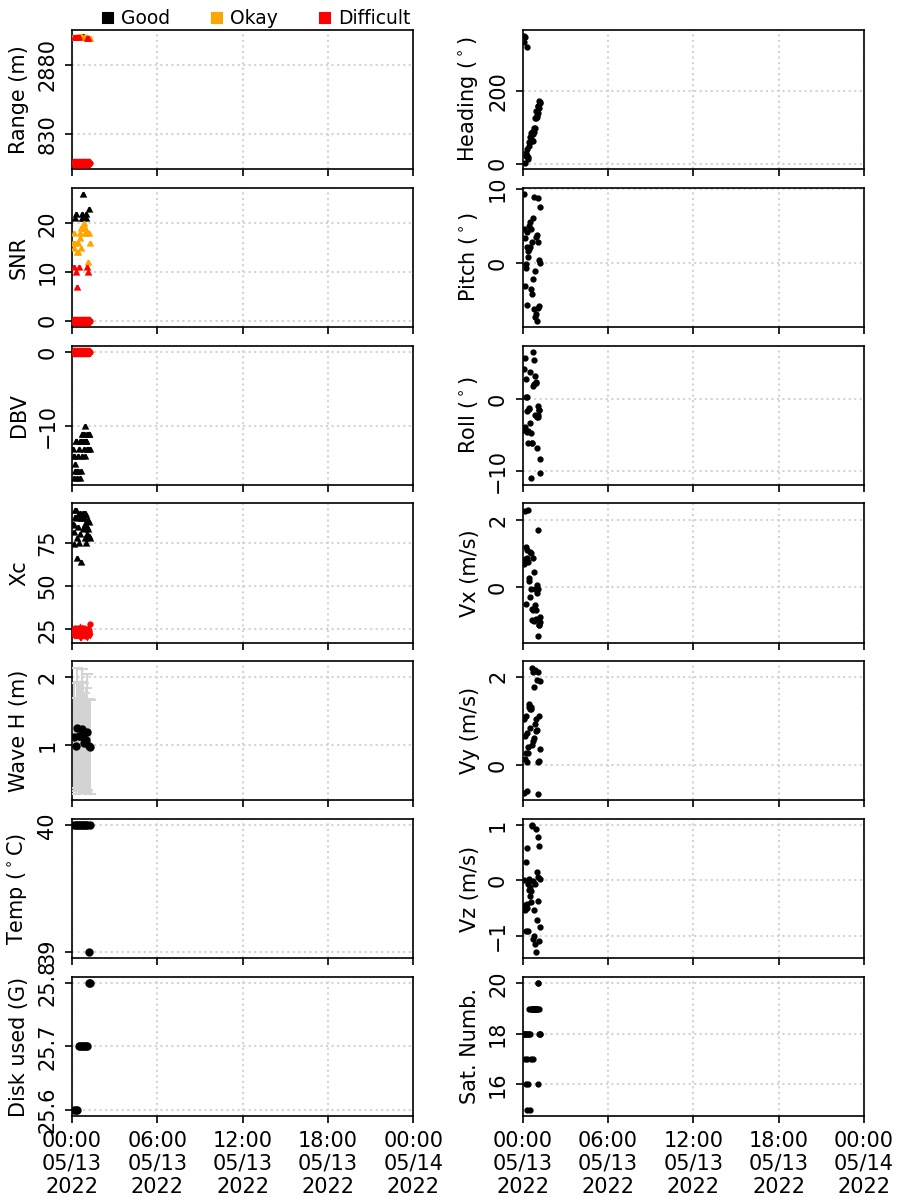 Good Okay Difficult
Range (m)
2880
830
Heading (°)
200
0
SNR
20
10
0
Pitch (°)
10
0
DBV
0
−10
Roll (°)
0
−10
Xc
75
50
25
Vx (m/s)
2
0
Wave H (m)
2
1
Vy (m/s)
2
0
Temp (°C)
40
39
Vz (m/s)
1
0
−1
Disk used (G)
25.8
25.7
25.6
Sat. Numb.
20
18
16
00:00 06:00 12:00 18:00 00:00
05/13 05/13 05/13 05/13 05/14
2022 2022 2022 2022 2022
00:00 06:00 12:00 18:00 00:00
05/13 05/13 05/13 05/13 05/14
2022 2022 2022 2022 2022